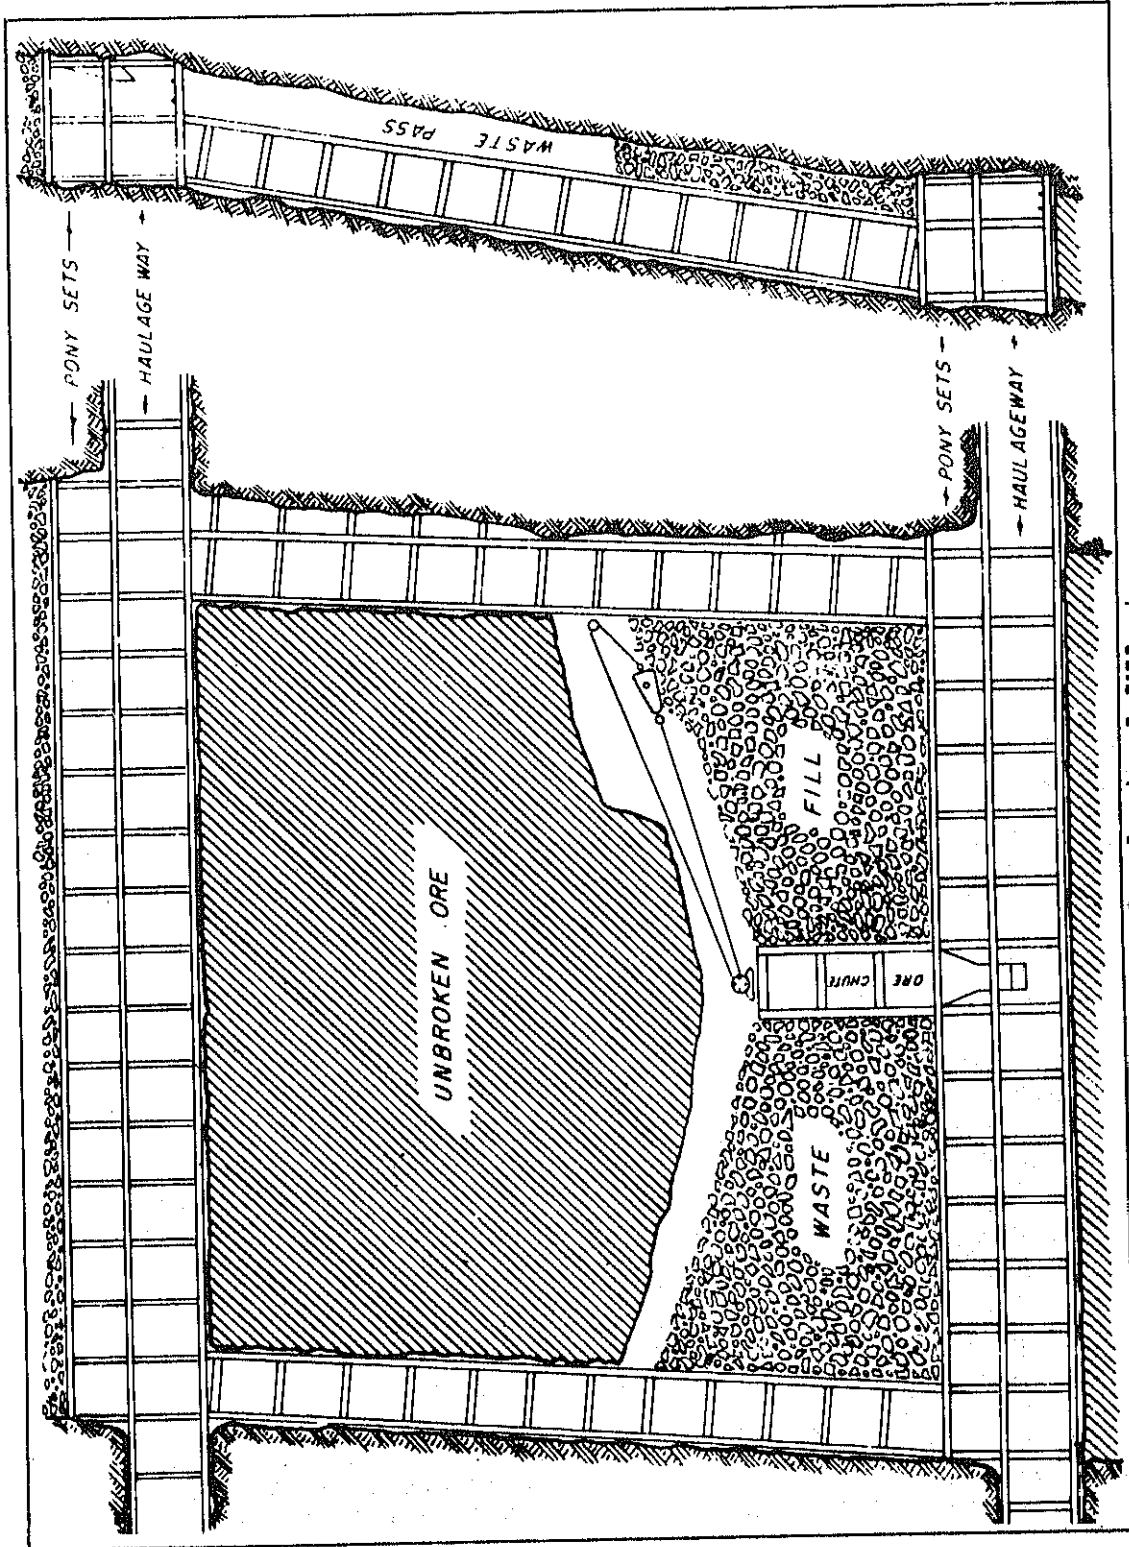 PONY SETS
HAULAGE WAY
WASTE PASS
PONY SETS
HAULAGEWAY
UNBROKEN ORE
FILL
WASTE
ORE
CHUTE